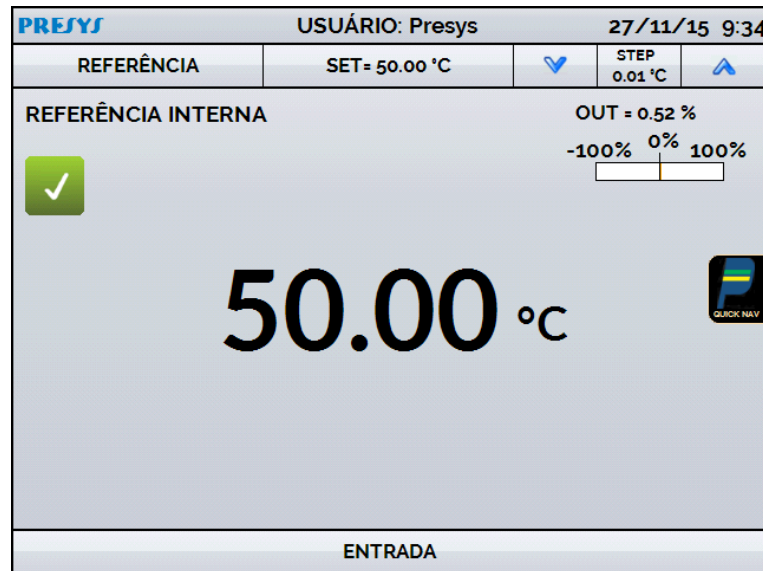 PRESYS USUÁRIO: Presys 27/11/15 9:34
REFERÊNCIA SET= 50.00 °C STEP
0.01 °C
REFERÊNCIA INTERNA OUT = 0.52 %
-100% 0% 100%
50.00 °C
QUICK NAV
ENTRADA